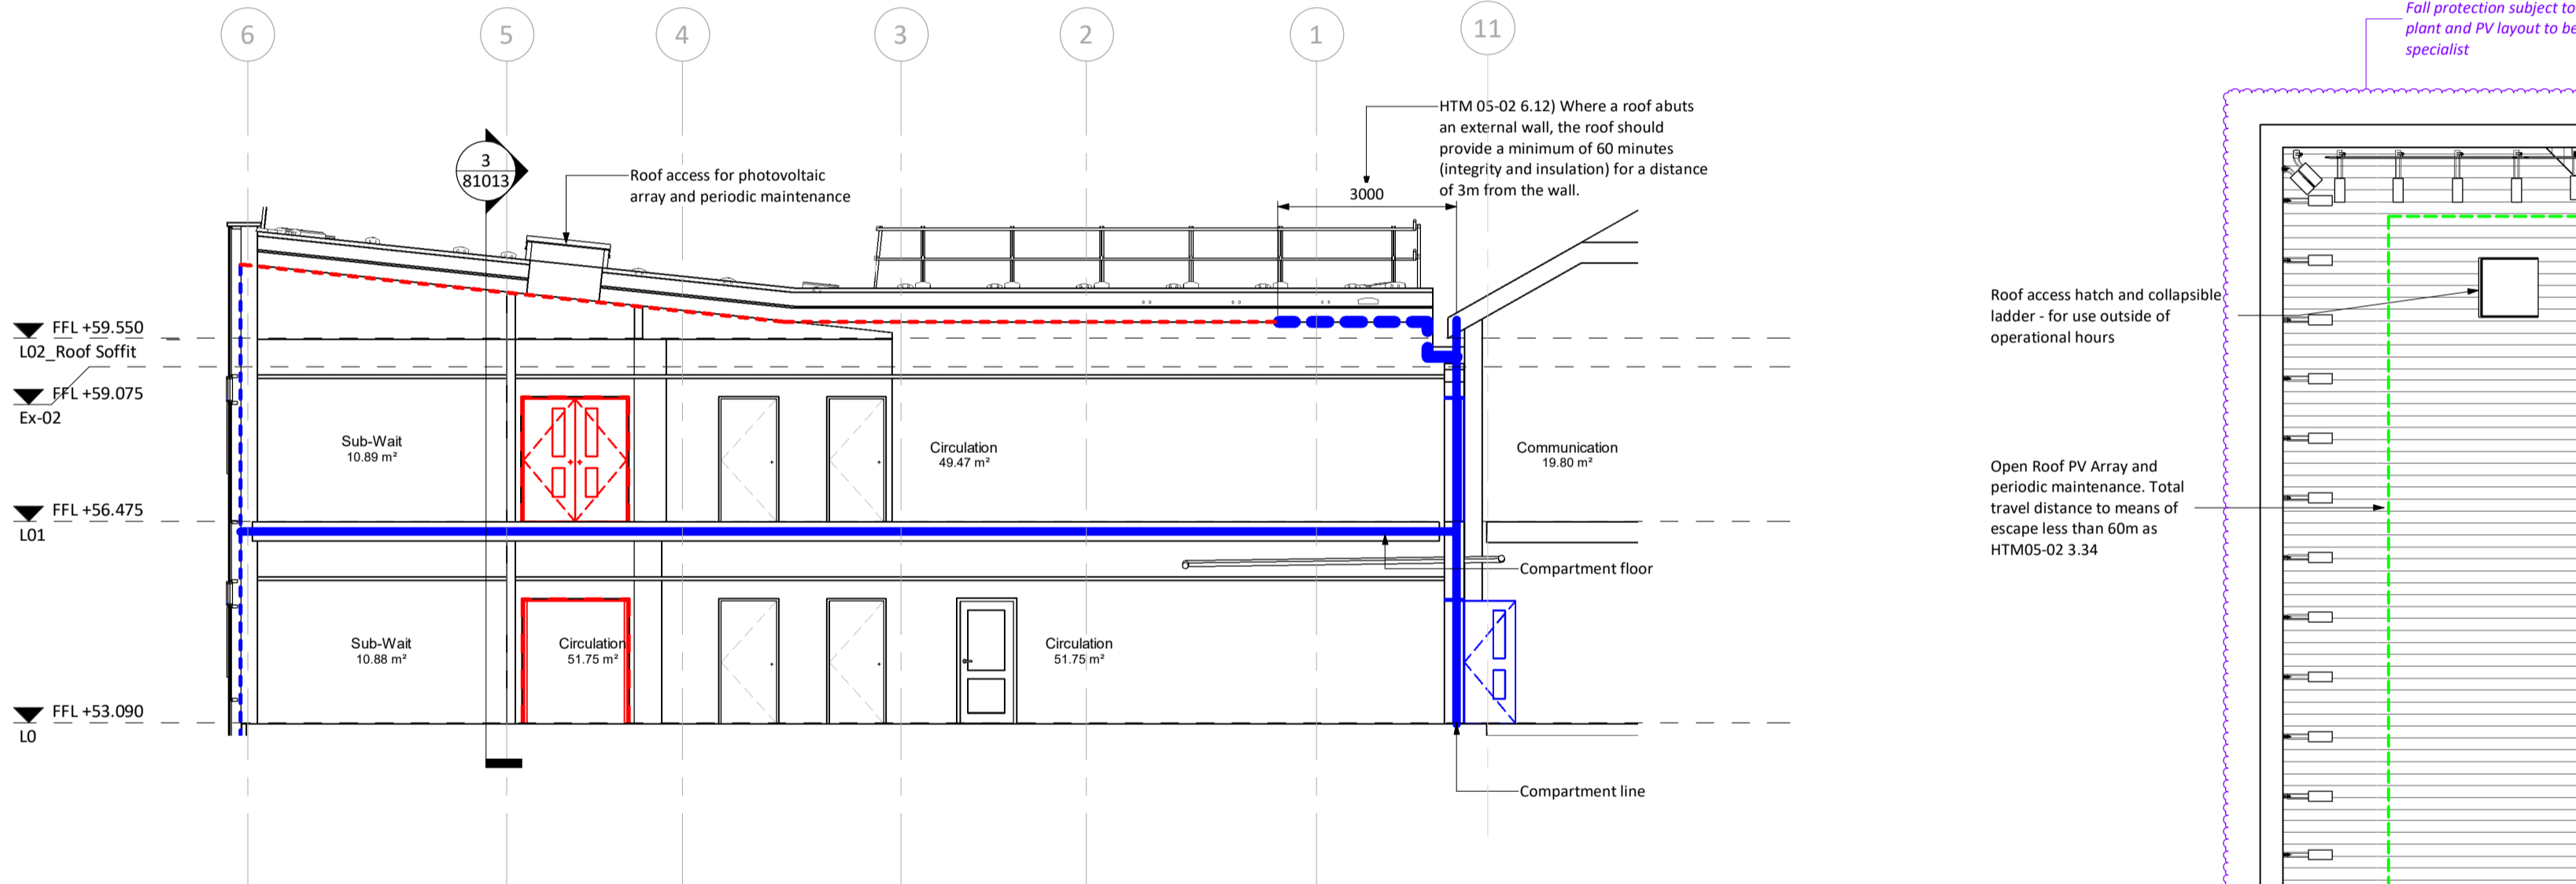 6
5
4
3
2
1
11
Fall protection subject to
plant and PV layout to be
specialist
HTM 05-02 6.12) Where a roof abuts
an external wall, the roof should
provide a minimum of 60 minutes
(integrity and insulation) for a distance
of 3m from the wall.
3000
3
81013
Roof access for photovoltaic
array and periodic maintenance
FFL +59.550
L02_Roof Soffit
FFL +59.075
Ex-02
FFL +56.475
L01
FFL +53.090
L0
Sub-Wait
10.89 m²
Circulation
49.47 m²
Communication
19.80 m²
Compartment floor
Sub-Wait
10.88 m²
Circulation
51.75 m²
Circulation
51.75 m²
Compartment line
Roof access hatch and collapsible
ladder - for use outside of
operational hours
Open Roof PV Array and
periodic maintenance. Total
travel distance to means of
escape less than 60m as
HTM05-02 3.34